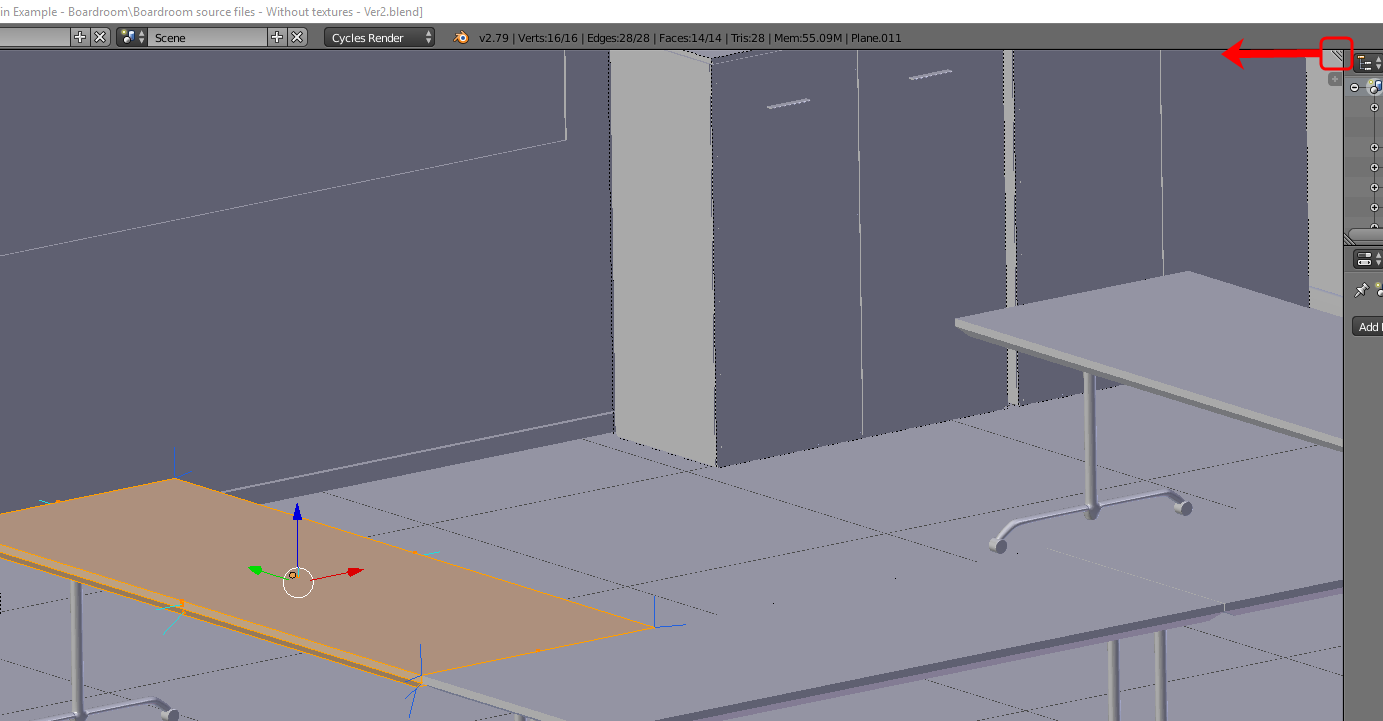 in Example - Boardroom\Boardroom source files - Without textures - Ver2.blend]
Scene
Cycles Render
v2.79 | Verts:16/16 | Edges:28/28 | Faces:14/14 | Tris:28 | Mem:55.09M | Plane.011
Add